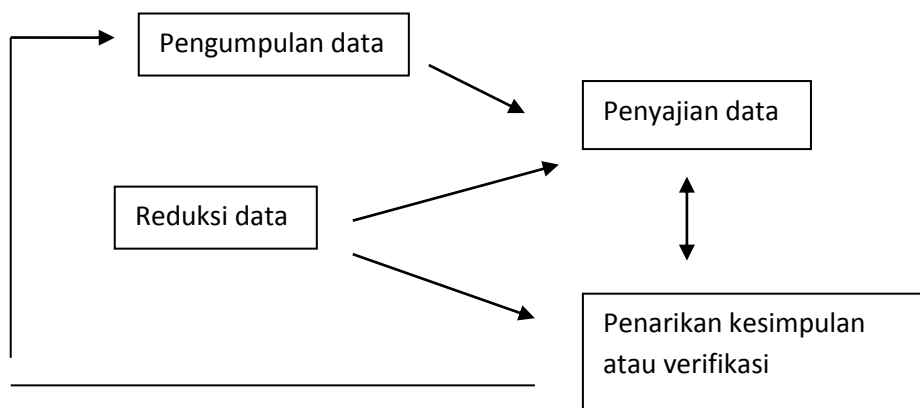 Pengumpulan data
Penyajian data
Reduksi data
Penarikan kesimpulan
atau verifikasi